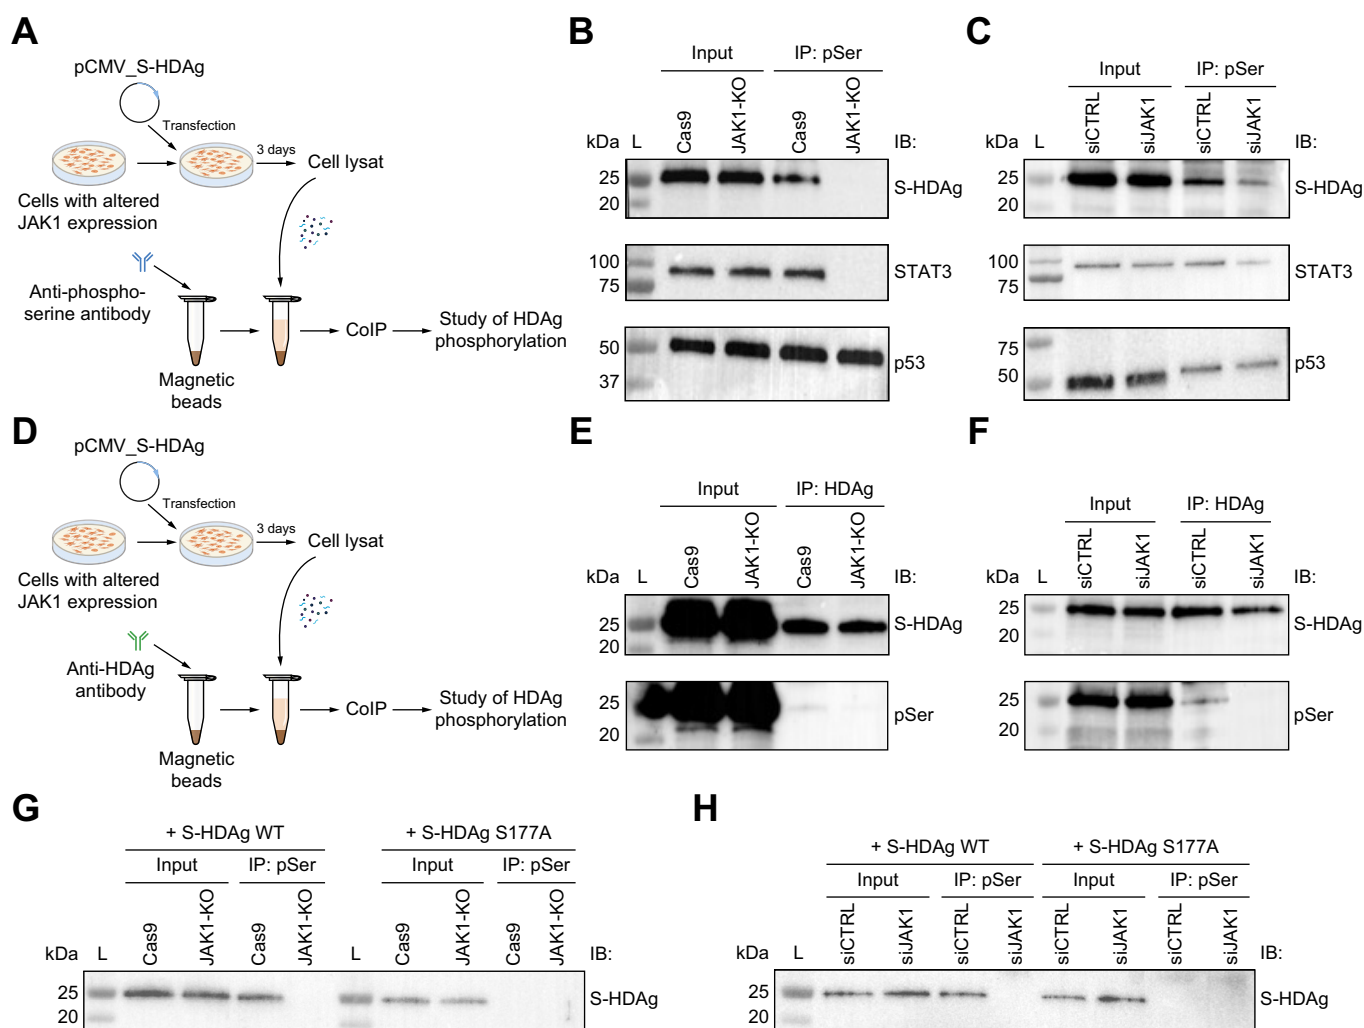 A
pCMV_S-HDAg
Transfection
3 days
Cell lysat
Cells with altered
JAK1 expression
Anti-phospho-
serine antibody
CoIP
Study of HDAg
phosphorylation
Magnetic
beads
B
Input
IP: pSer
kDa
L
Cas9
JAK1-KO
Cas9
JAK1-KO
IB:
25
20
S-HDAg
100
75
STAT3
50
37
p53
C
Input
IP: pSer
kDa
L
siCTRL
siJAK1
siCTRL
siJAK1
IB:
25
20
S-HDAg
100
75
STAT3
75
50
p53
D
pCMV_S-HDAg
Transfection
3 days
Cell lysat
Cells with altered
JAK1 expression
Anti-HDAg
antibody
CoIP
Study of HDAg
phosphorylation
Magnetic
beads
E
Input
IP: HDAg
kDa
L
Cas9
JAK1-KO
Cas9
JAK1-KO
IB:
25
20
S-HDAg
25
20
pSer
F
Input
IP: HDAg
kDa
L
siCTRL
siJAK1
siCTRL
siJAK1
IB:
25
20
S-HDAg
25
20
pSer
G
+ S-HDAg WT
+ S-HDAg S177A
Input
IP: pSer
Input
IP: pSer
kDa
L
Cas9
JAK1-KO
Cas9
JAK1-KO
L
Cas9
JAK1-KO
Cas9
JAK1-KO
IB:
25
20
S-HDAg
H
+ S-HDAg WT
+ S-HDAg S177A
Input
IP: pSer
Input
IP: pSer
kDa
L
siCTRL
siJAK1
siCTRL
siJAK1
siCTRL
siJAK1
siCTRL
siJAK1
IB:
25
20
S-HDAg